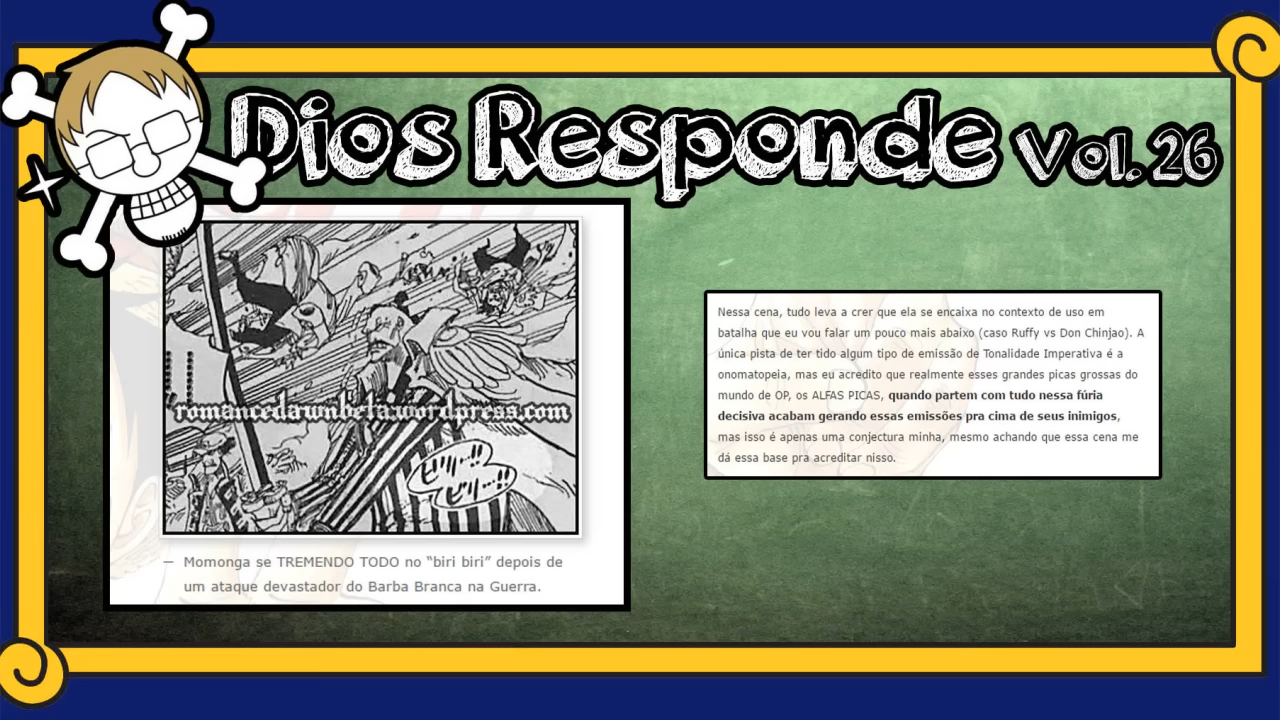 Dios Responde Vol. 26
romancedawnbeta.wordpress.com
ビリ…!!
ビリ…!!
— Momonga se TREMENDO TODO no “biri biri” depois de
um ataque devastador do Barba Branca na Guerra.
Nessa cena, tudo leva a crer que ela se encaixa no contexto de uso em
batalha que eu vou falar um pouco mais abaixo (caso Ruffy vs Don Chinjao). A
única pista de ter tido algum tipo de emissão de Tonalidade Imperativa é a
onomatopeia, mas eu acredito que realmente esses grandes picas grossas do
mundo de OP, os ALFAS PICAS, quando partem com tudo nessa fúria
decisiva acabam gerando essas emissões pra cima de seus inimigos,
mas isso é apenas uma conjectura minha, mesmo achando que essa cena me
dá essa base pra acreditar nisso.